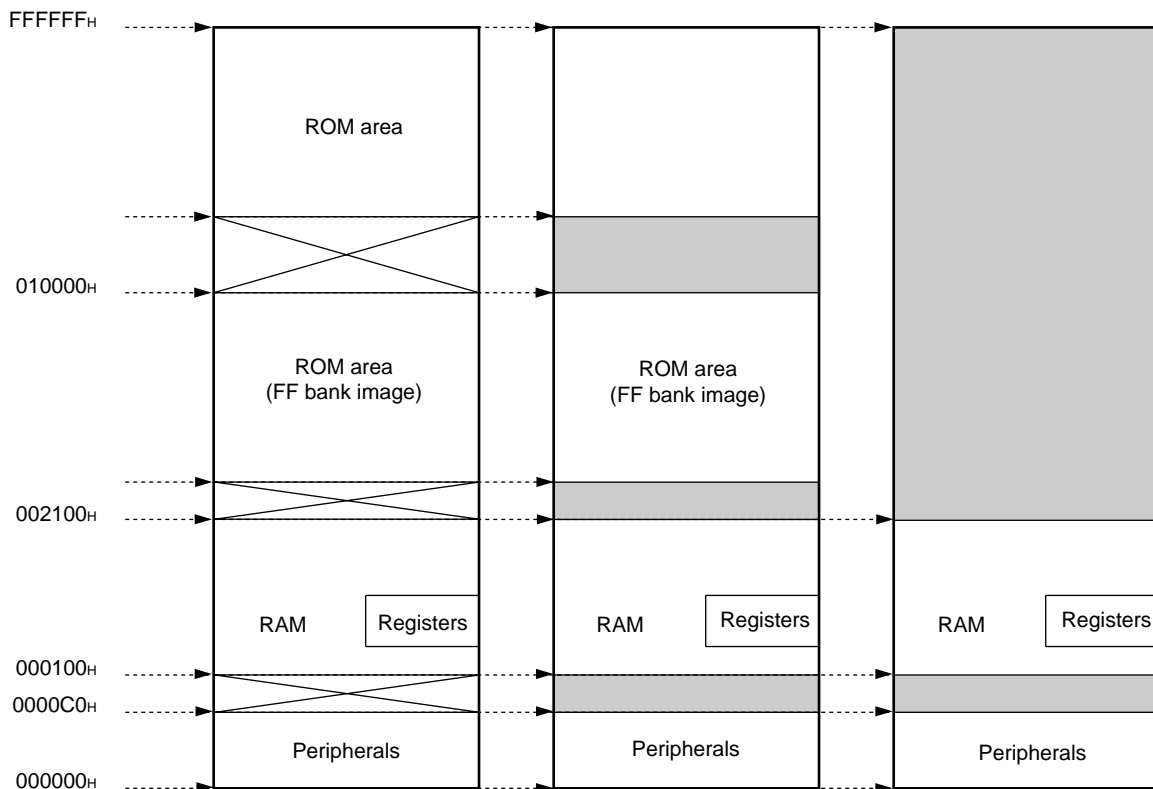 FFFFFFH
ROM area
010000H
ROM area
(FF bank image)
ROM area
(FF bank image)
002100H
RAM
Registers
RAM
Registers
RAM
Registers
000100H
0000C0H
Peripherals
Peripherals
Peripherals
000000H